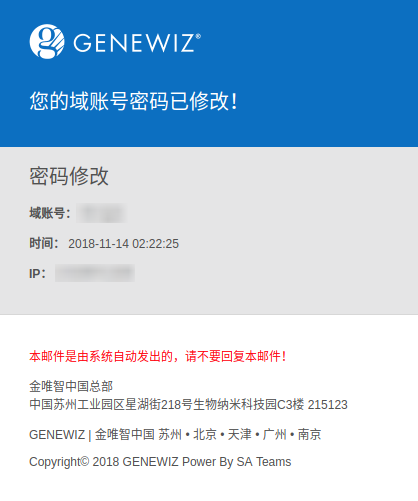 GENEWIZ®
您的域账号密码已修改！
密码修改
域账号：
时间： 2018-11-14 02:22:25
IP：
本邮件是由系统自动发出的，请不要回复本邮件！
金唯智中国总部
中国苏州工业园区星湖街218号生物纳米科技园C3楼 215123
GENEWIZ | 金唯智中国 苏州 • 北京 • 天津 • 广州 • 南京
Copyright© 2018 GENEWIZ Power By SA Teams